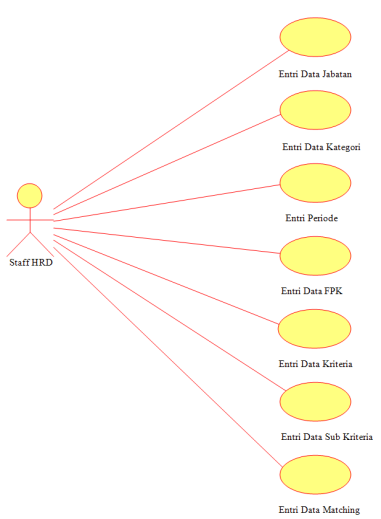 Entri Data Jabatan
Entri Data Kategori
Entri Periode
Staff HRD
Entri Data FPK
Entri Data Kriteria
Entri Data Sub Kriteria
Entri Data Matching